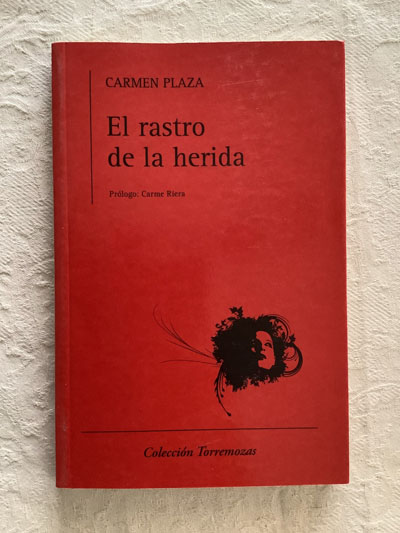 CARMEN PLAZA
El rastro
de la herida
Prólogo: Carme Riera
Colección Torremozas